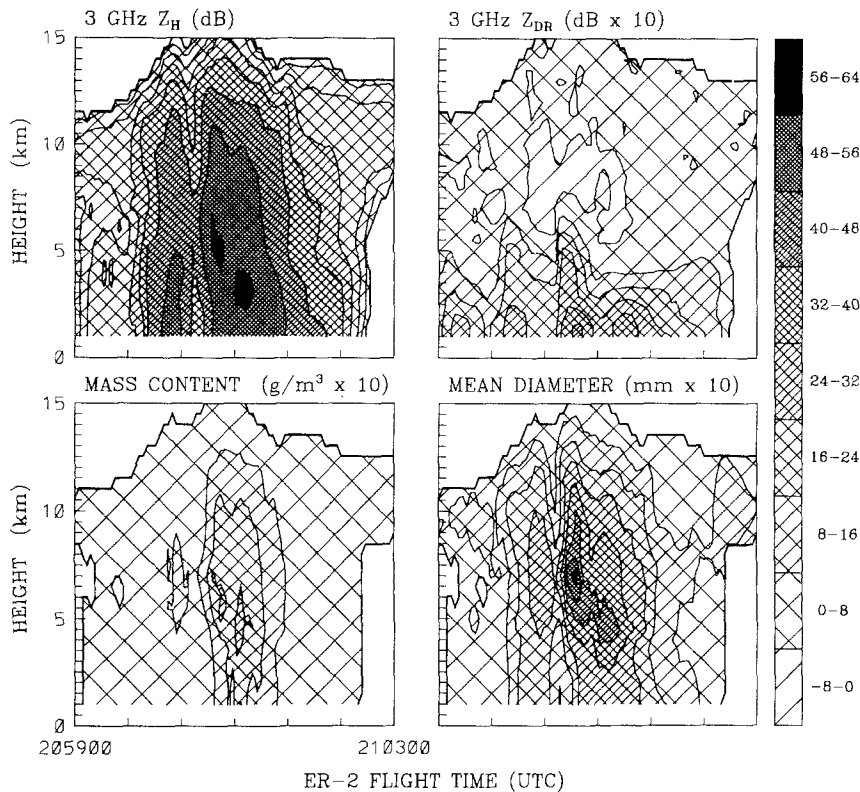 3 GHz Z_H (dB)
3 GHz Z_DR (dB x 10)
15
10
5
0
HEIGHT (km)
MASS CONTENT (g/m³ x 10)
MEAN DIAMETER (mm x 10)
15
10
5
0
HEIGHT (km)
205900
210300
ER-2 FLIGHT TIME (UTC)
56-64
48-56
40-48
32-40
24-32
16-24
8-16
0-8
-8-0